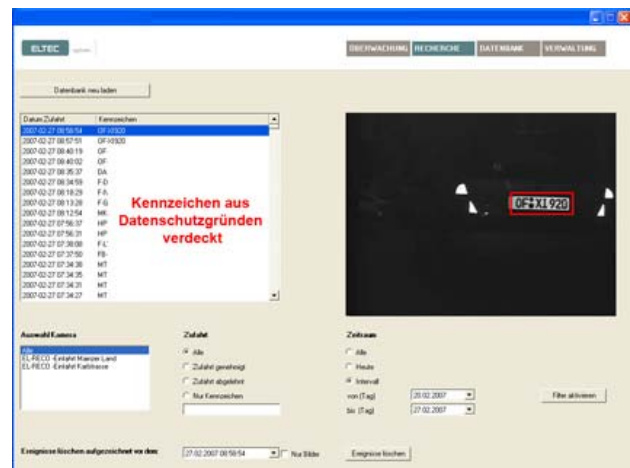 ELTEC
ÜBERWACHUNG RECHERCHE DATENBANK VERWALTUNG
Datenbank neu laden
Datum Zufahrt Kennzeichen
2007-02-27 08:58:54 OF-XI920
2007-02-27 08:57:51 OF-XI920
2007-02-27 08:40:19 OF-
2007-02-27 08:40:02 OF-
2007-02-27 08:35:37 DA
2007-02-27 08:34:59 F-D
2007-02-27 08:18:29
2007-02-27 08:13:28 F-G
2007-02-27 08:12:54 MK-
2007-02-27 07:56:37 HP
2007-02-27 07:56:31 HP
2007-02-27 07:38:08
2007-02-27 07:37:50 FB-
2007-02-27 07:34:38 MT
2007-02-27 07:34:35 MT
2007-02-27 07:34:31 MT
2007-02-27 07:34:27 MT
Kennzeichen aus
Datenschutzgründen
verdeckt
OF XI 920
Auswahl Kamera
Alle
EL-RECO -Einfahrt Mainzer Land
EL-RECO -Einfahrt
Zufahrt
Alle
Zufahrt genehmigt
Zufahrt abgelehnt
Nur Kennzeichen
Zeitraum
Alle
Heute
Intervall
von (Tag) 20.02.2007
bis (Tag) 27.02.2007
Filter aktivieren
Ereignisse löschen aufgezeichnet vor dem: 27.02.2007 08:58:54 Nur Bilder Ereignisse löschen